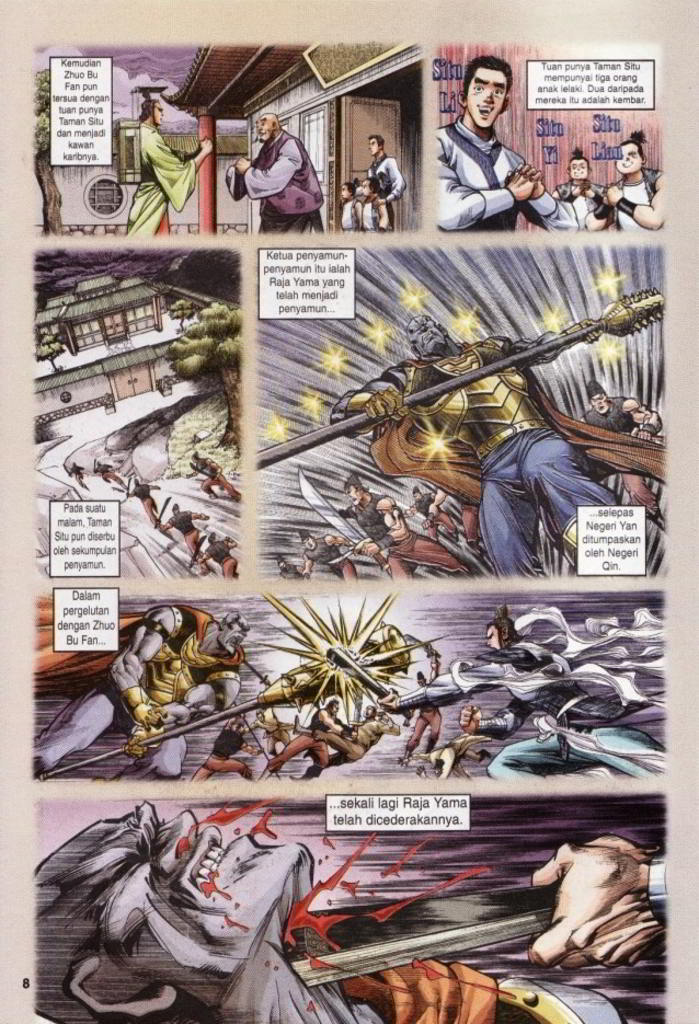 Kemudian
Zhuo Bu
Fan pun
tersua dengan
tuan punya
Taman Situ
dan menjadi
kawan
karibnya.
Tuan punya Taman Situ
mempunyai tiga orang
anak lelaki. Dua daripada
mereka itu adalah kembar.
Situ
Li
Situ
Yi
Situ
Lian
Ketua penyamun-
penyamun itu ialah
Raja Yama yang
telah menjadi
penyamun...
Pada suatu
malam, Taman
Situ pun diserbu
oleh sekumpulan
penyamun.
...selepas
Negeri Yan
ditumpaskan
oleh Negeri
Qin.
Dalam
pergelutan
dengan Zhuo
Bu Fan...
...sekali lagi Raja Yama
telah dicederakannya.
8